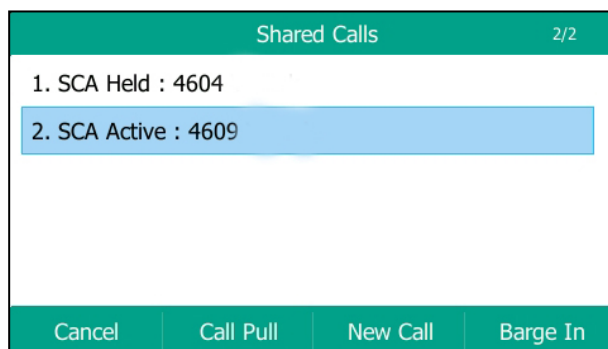 Shared Calls 2/2
1. SCA Held : 4604
2. SCA Active : 4609
Cancel Call Pull New Call Barge In